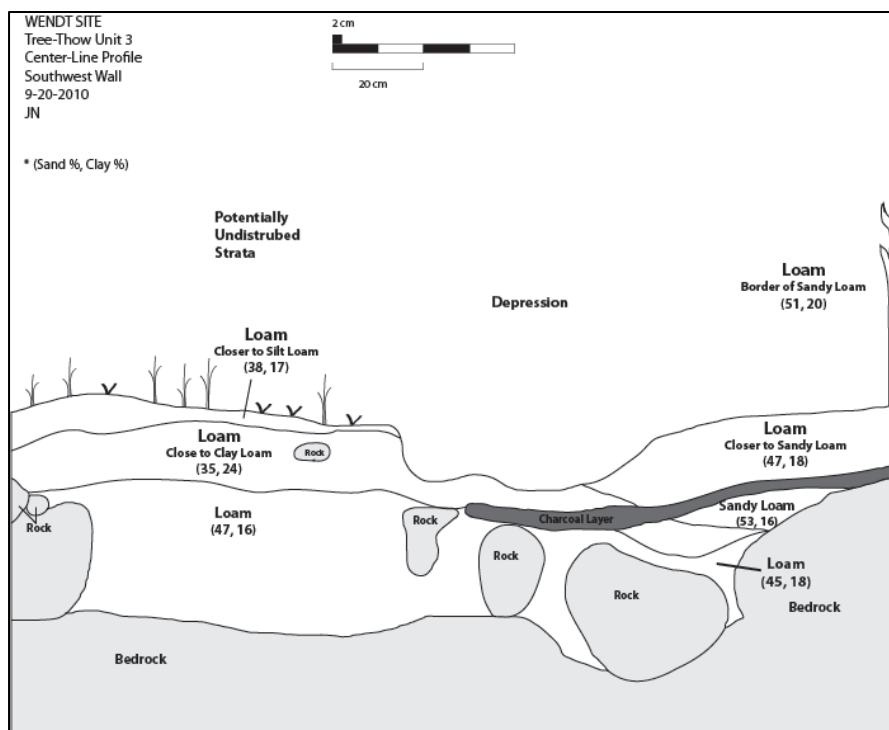 WENDT SITE
Tree-Thow Unit 3
Center-Line Profile
Southwest Wall
9-20-2010
JN
* (Sand %, Clay %)
2 cm
20 cm
Potentially
Undistrubed
Strata
Depression
Loam
Border of Sandy Loam
(51, 20)
Loam
Closer to Silt Loam
(38, 17)
Loam
Close to Clay Loam
(35, 24)
Rock
Loam
Closer to Sandy Loam
(47, 18)
Loam
(47, 16)
Rock
Rock
Charcoal Layer
Sandy Loam
(53, 16)
Rock
Rock
Loam
(45, 18)
Bedrock
Bedrock